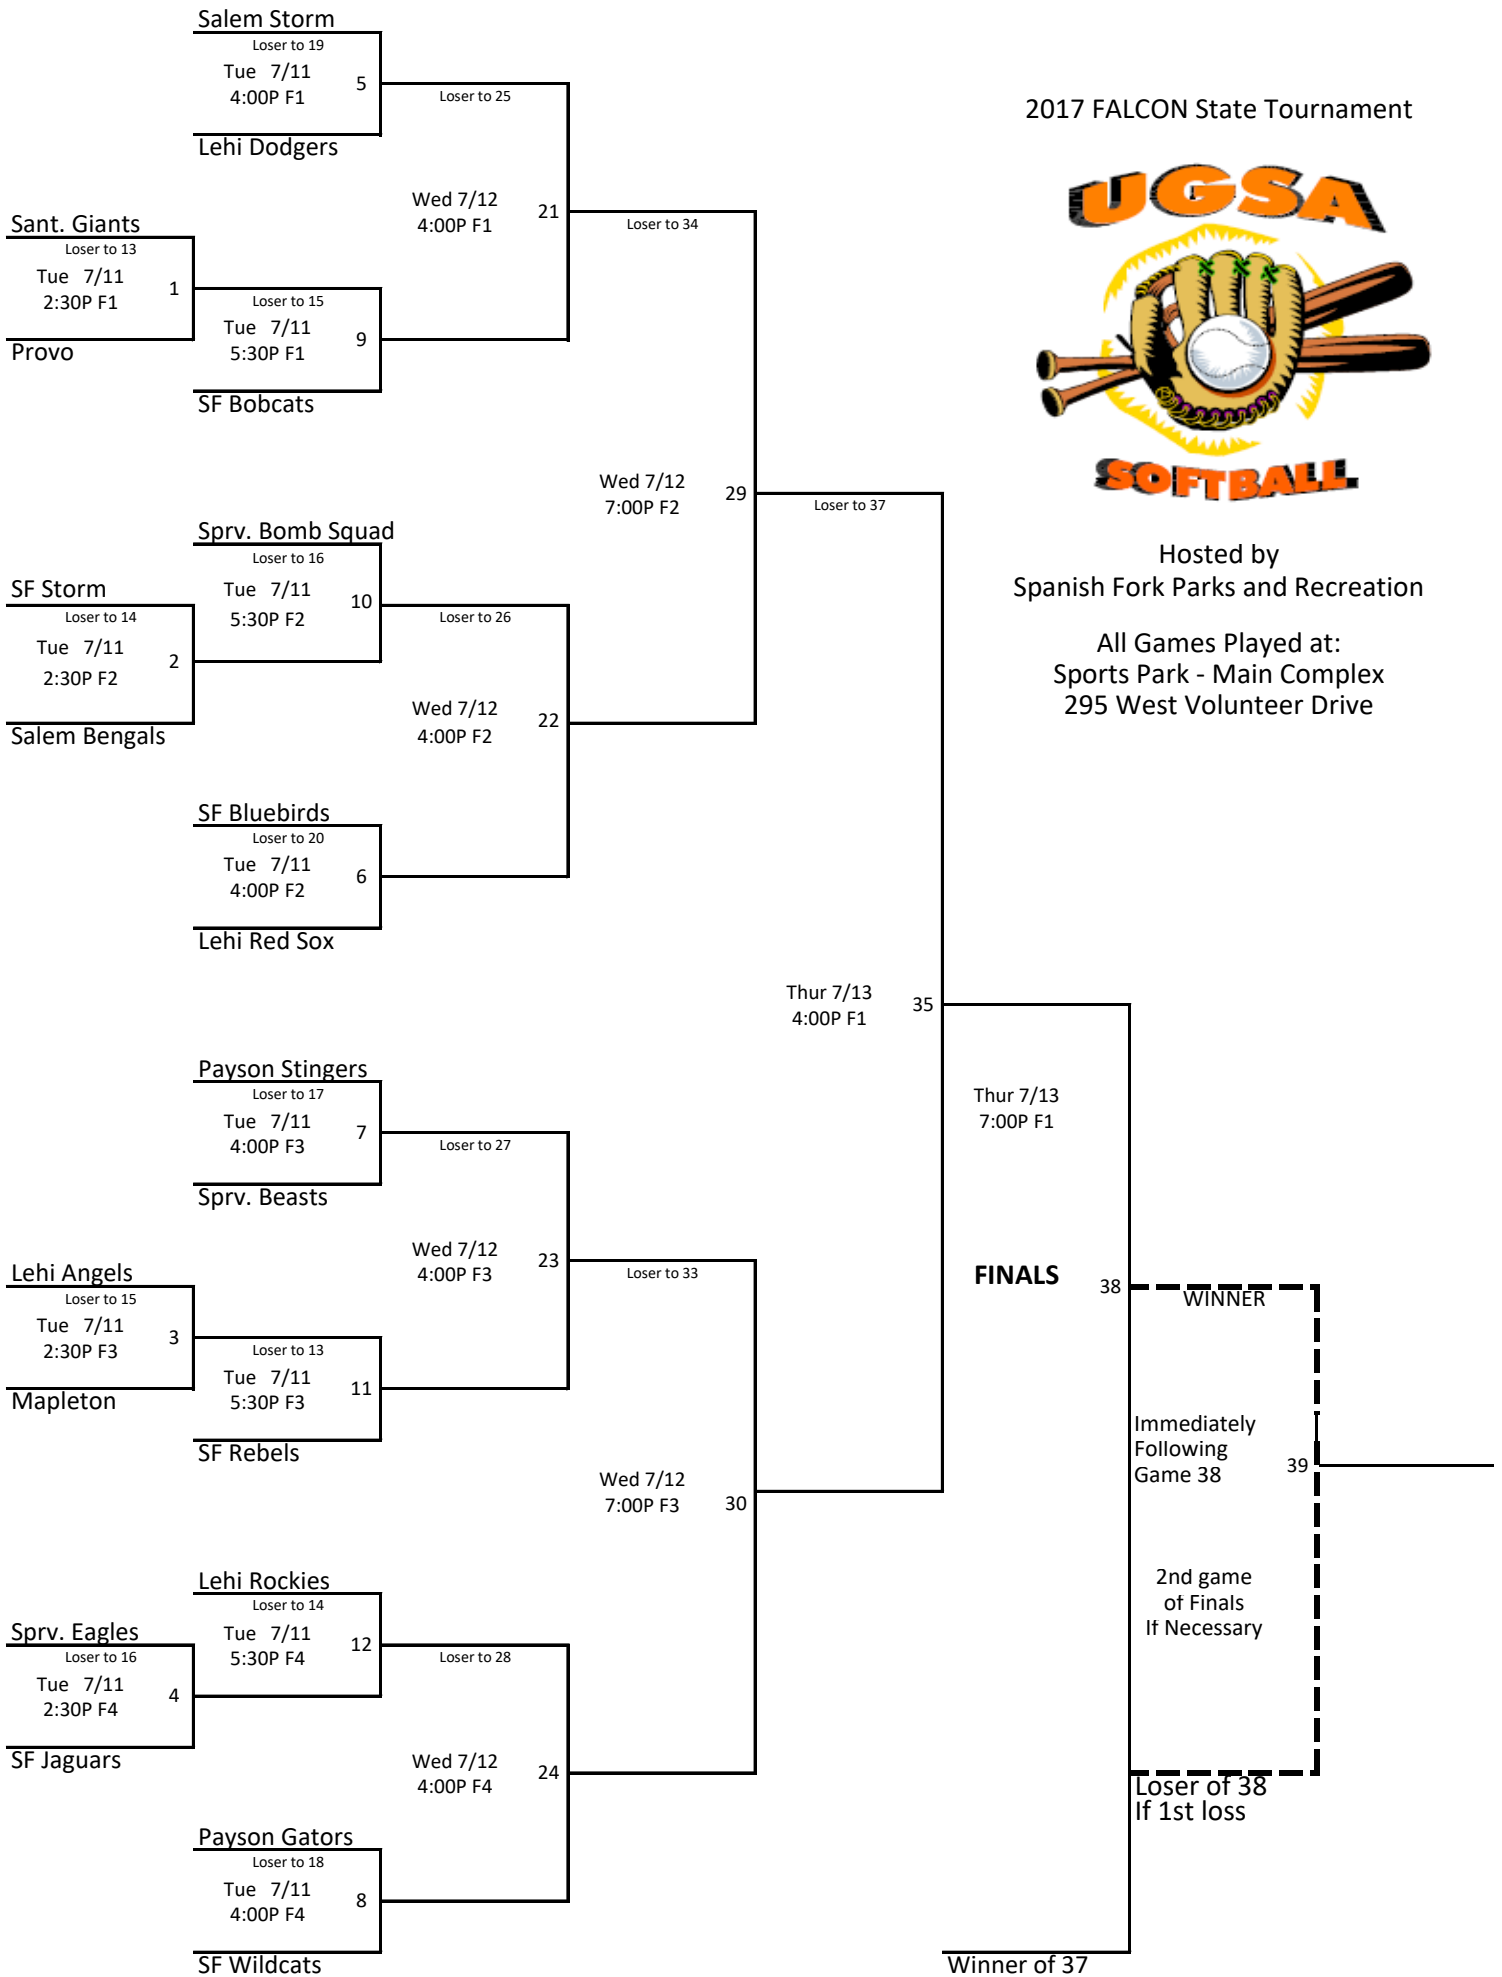 Salem Storm
Loser to 19
Tue 7/11
4:00P F1
5
Lehi Dodgers
Loser to 25
2017 FALCON State Tournament
UGSA
SOFTBALL
Hosted by
Spanish Fork Parks and Recreation
All Games Played at:
Sports Park - Main Complex
295 West Volunteer Drive
Wed 7/12
4:00P F1
21
Loser to 34
Sant. Giants
Loser to 13
Tue 7/11
2:30P F1
1
Provo
Loser to 15
Tue 7/11
5:30P F1
9
SF Bobcats
Wed 7/12
7:00P F2
29
Loser to 37
Sprv. Bomb Squad
Loser to 16
Tue 7/11
5:30P F2
10
Loser to 26
SF Storm
Loser to 14
Tue 7/11
2:30P F2
2
Salem Bengals
Wed 7/12
4:00P F2
22
SF Bluebirds
Loser to 20
Tue 7/11
4:00P F2
6
Lehi Red Sox
Thur 7/13
4:00P F1
35
Payson Stingers
Loser to 17
Tue 7/11
4:00P F3
7
Sprv. Beasts
Loser to 27
Thur 7/13
7:00P F1
Wed 7/12
4:00P F3
23
Loser to 33
FINALS
38
WINNER
Lehi Angels
Loser to 15
Tue 7/11
2:30P F3
3
Mapleton
Loser to 13
Tue 7/11
5:30P F3
11
SF Rebels
Immediately
Following
Game 38
39
Wed 7/12
7:00P F3
30
Lehi Rockies
Loser to 14
Tue 7/11
5:30P F4
12
Loser to 28
2nd game
of Finals
If Necessary
Sprv. Eagles
Loser to 16
Tue 7/11
2:30P F4
4
SF Jaguars
Wed 7/12
4:00P F4
24
Loser of 38
If 1st loss
Payson Gators
Loser to 18
Tue 7/11
4:00P F4
8
SF Wildcats
Winner of 37